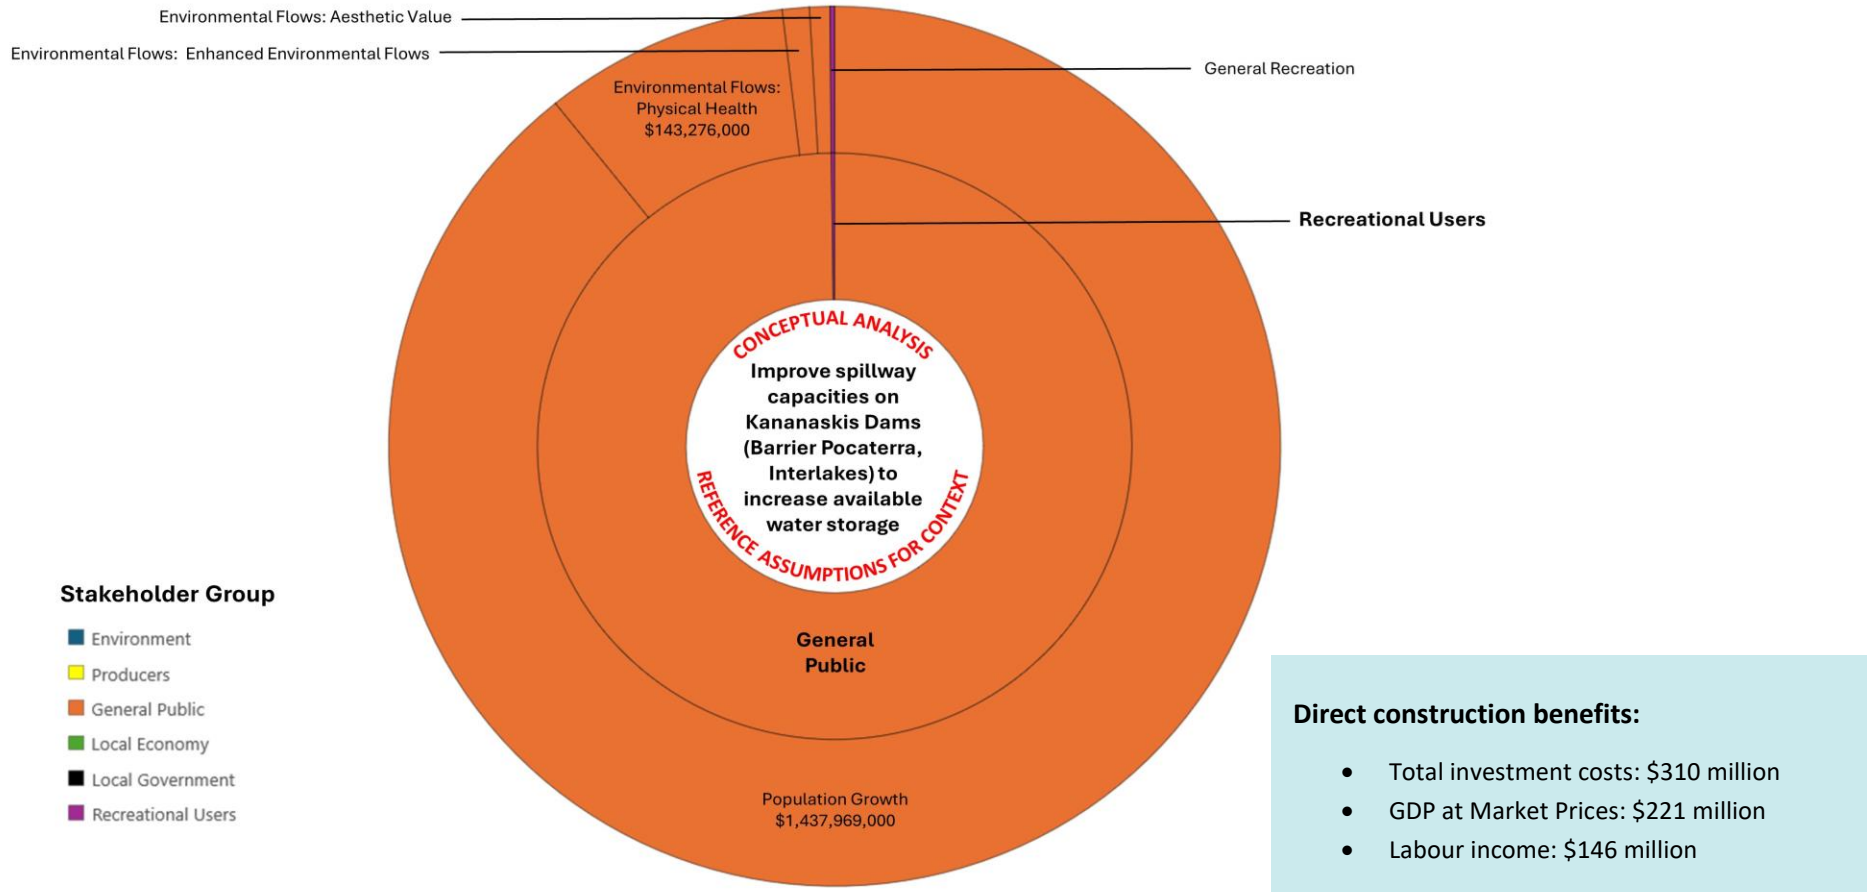 Environmental Flows: Aesthetic Value
Environmental Flows:  Enhanced Environmental Flows
Environmental Flows:
Physical Health
$143,276,000
General Recreation
Recreational Users
CONCEPTUAL ANALYSIS
Improve spillway
capacities on
Kananaskis Dams
(Barrier Pocaterra,
Interlakes) to
increase available
water storage
REFERENCE ASSUMPTIONS FOR CONTEXT
General
Public
Population Growth
$1,437,969,000
Stakeholder Group
Environment
Producers
General Public
Local Economy
Local Government
Recreational Users
Direct construction benefits:
• Total investment costs: $310 million
• GDP at Market Prices: $221 million
• Labour income: $146 million